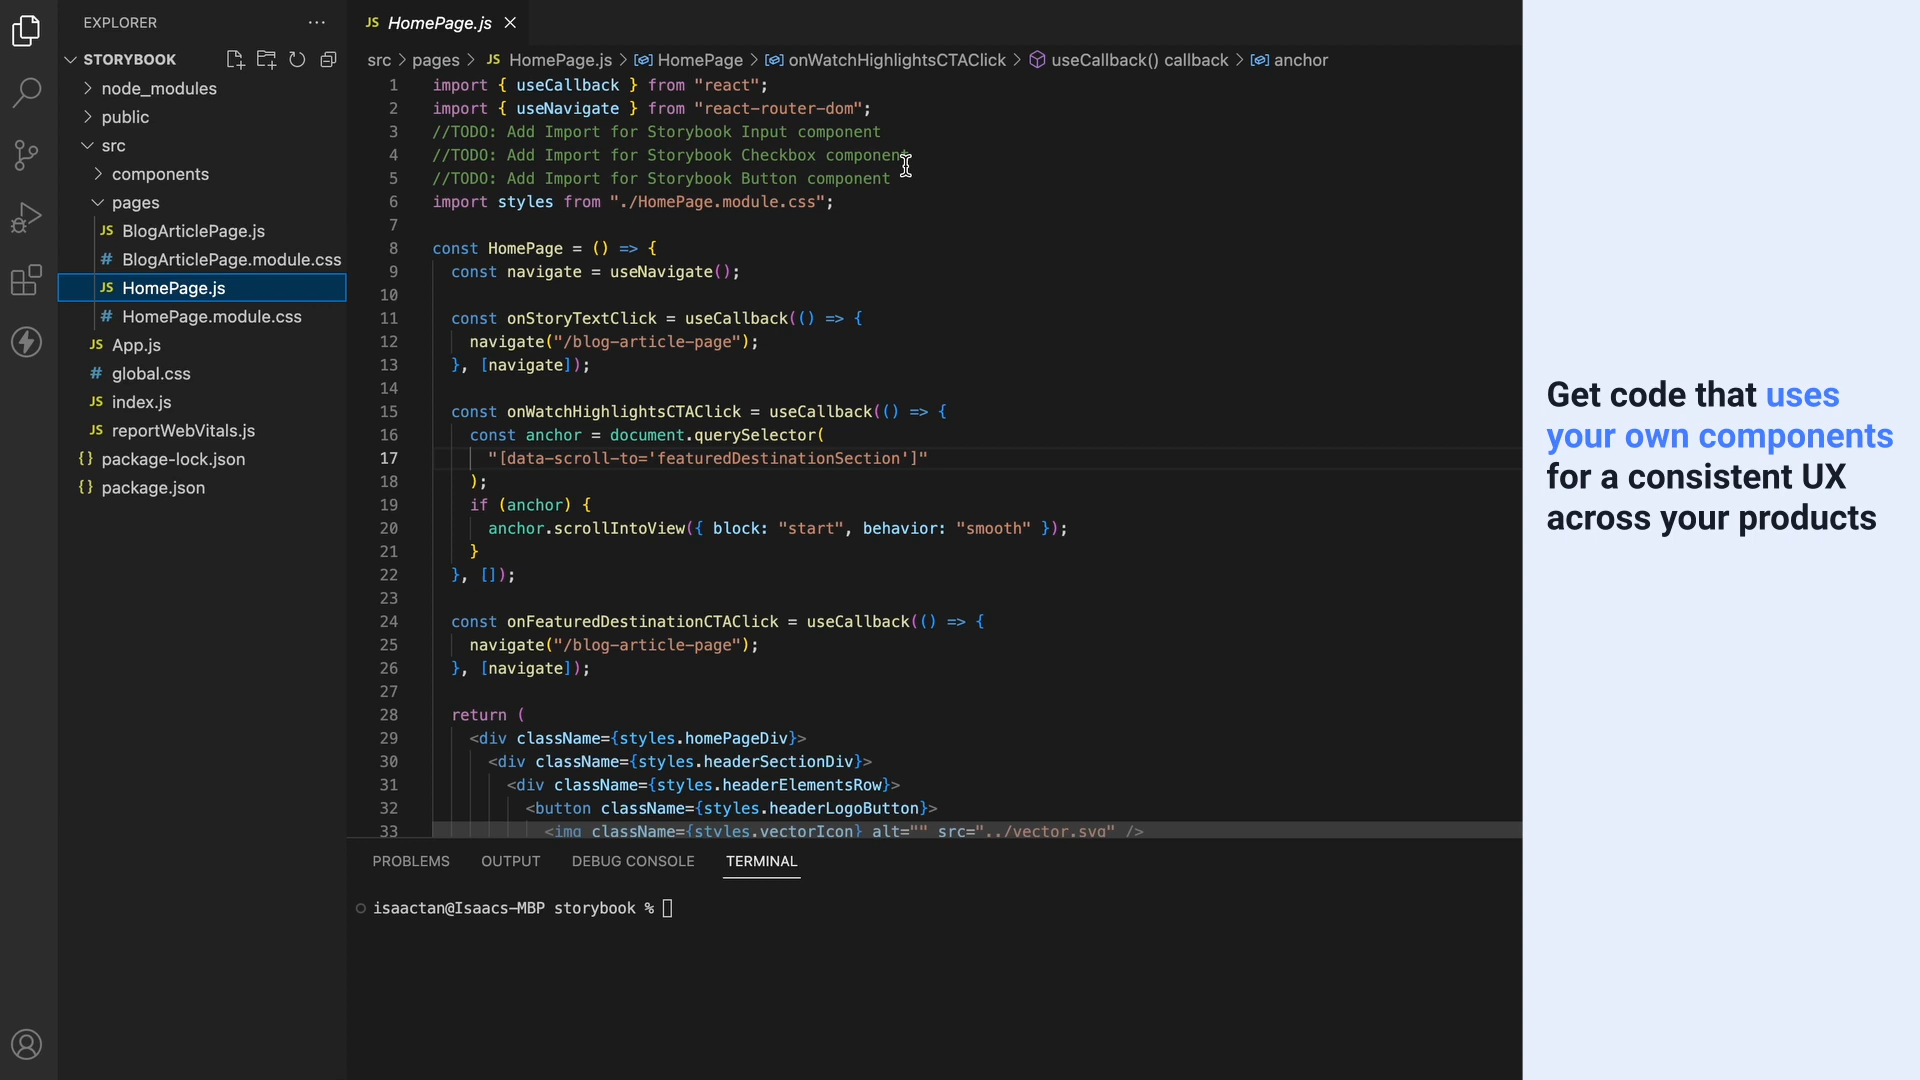 EXPLORER
STORYBOOK
node_modules
public
src
components
pages
JS BlogArticlePage.js
# BlogArticlePage.module.css
JS HomePage.js
# HomePage.module.css
JS App.js
# global.css
JS index.js
JS reportWebVitals.js
{} package-lock.json
{} package.json
JS HomePage.js
src > pages > JS HomePage.js > HomePage > onWatchHighlightsCTAClick > useCallback() callback > anchor
1 import { useCallback } from "react";
2 import { useNavigate } from "react-router-dom";
3 //TODO: Add Import for Storybook Input component
4 //TODO: Add Import for Storybook Checkbox component
5 //TODO: Add Import for Storybook Button component
6 import styles from "./HomePage.module.css";
7
8 const HomePage = () => {
9 const navigate = useNavigate();
10
11 const onStoryTextClick = useCallback(() => {
12 navigate("/blog-article-page");
13 }, [navigate]);
14
15 const onWatchHighlightsCTAClick = useCallback(() => {
16 const anchor = document.querySelector(
17 "[data-scroll-to='featuredDestinationSection']"
18 );
19 if (anchor) {
20 anchor.scrollIntoView({ block: "start", behavior: "smooth" });
21 }
22 }, []);
23
24 const onFeaturedDestinationCTAClick = useCallback(() => {
25 navigate("/blog-article-page");
26 }, [navigate]);
27
28 return (
29 <div className={styles.homePageDiv}>
30 <div className={styles.headerSectionDiv}>
31 <div className={styles.headerElementsRow}>
32 <button className={styles.headerLogoButton}>
33 <img className={styles.vectorIcon} alt="" src="../vector.svg" />
PROBLEMS OUTPUT DEBUG CONSOLE TERMINAL
isaactan@Isaacs-MBP storybook %
Get code that uses
your own components
for a consistent UX
across your products